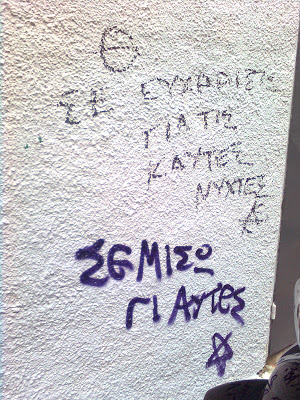 Θ
ΣΕ ΕΥΧΑΡΙΣΤΩ
ΓΙΑ ΤΙΣ
ΚΑΥΤΕΣ
ΝΥΧΤΕΣ
ΣΕ ΜΙΣΩ
ΓΙ ΑΥΤΕΣ